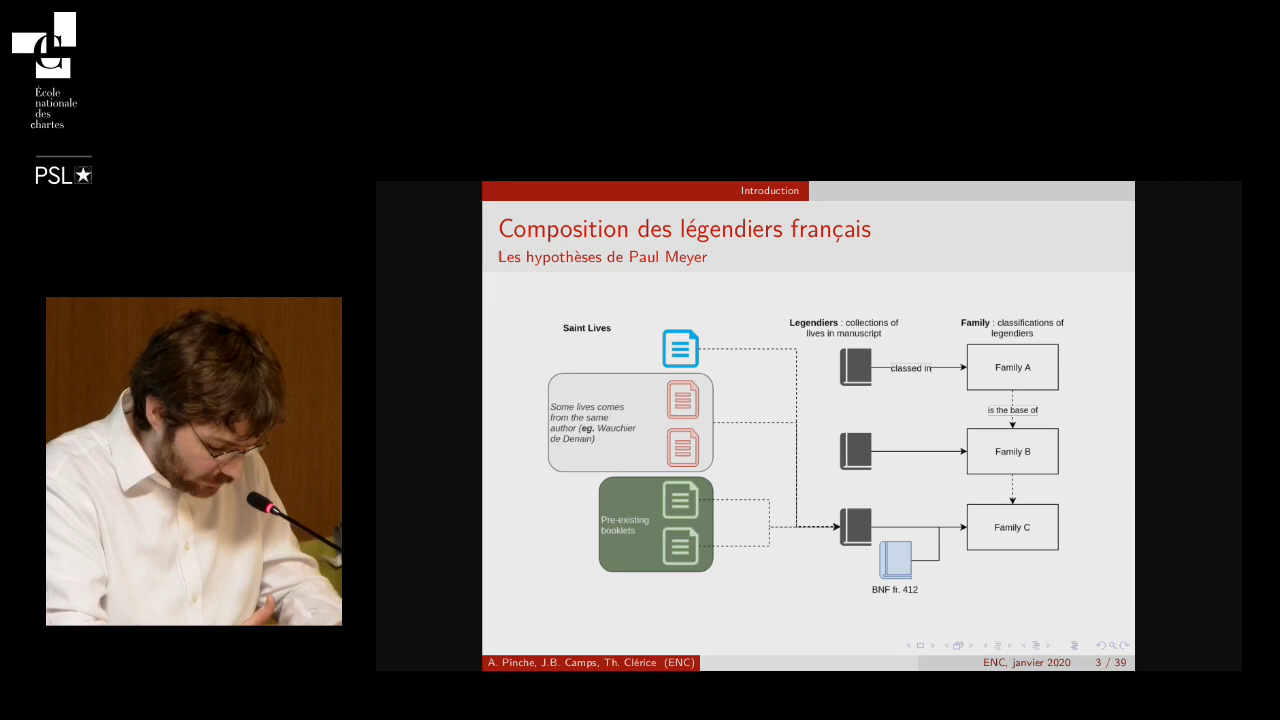 École
nationale
des
chartes
PSL
Introduction
Composition des légendiers français
Les hypothèses de Paul Meyer
Saint Lives
Some lives comes
from the same
author (eg. Wauchier
de Denain)
Pre-existing
booklets
Legendiers : collections of
lives in manuscript
classed in
BNF fr. 412
Family : classifications of
legendiers
Family A
is the base of
Family B
Family C
A. Pinche, J.B. Camps, Th. Clérice (ENC)
ENC, janvier 2020
3 / 39